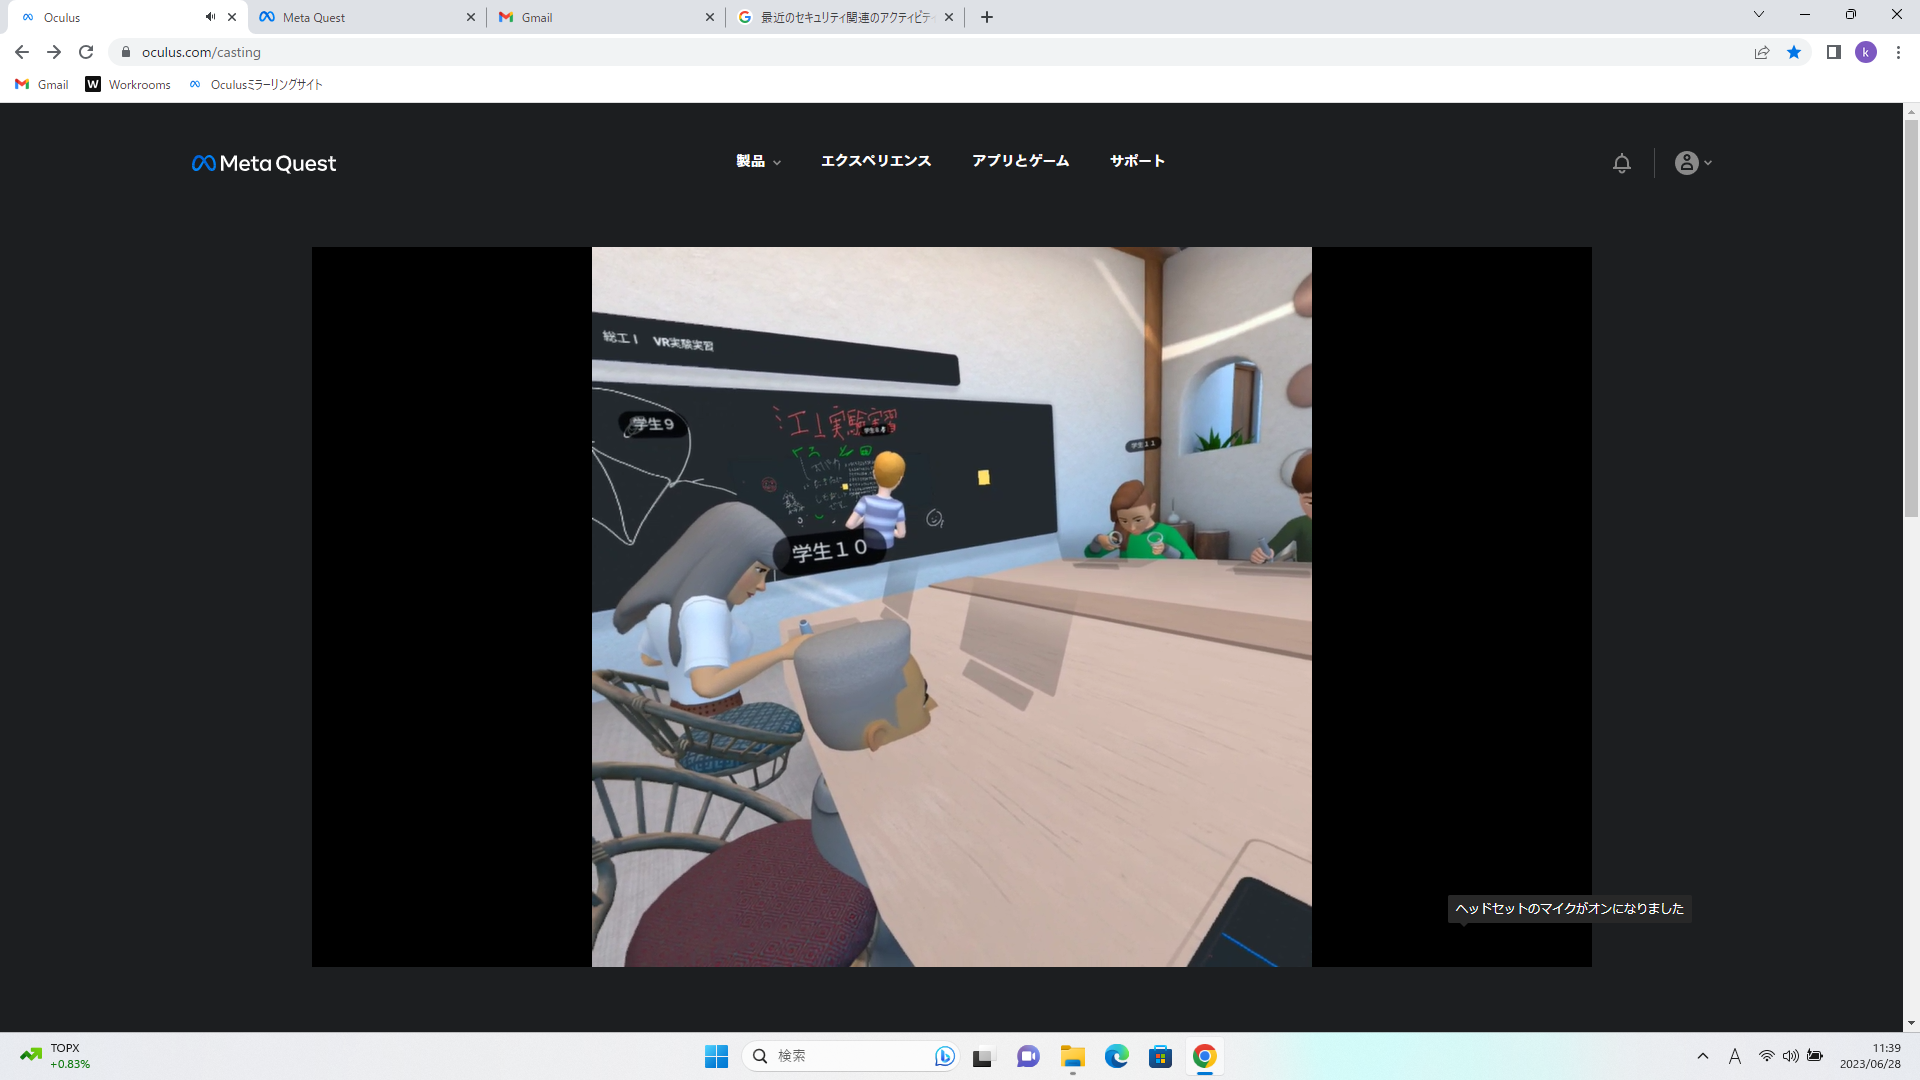 Oculus
Meta Quest
Gmail
最近のセキュリティ関連のアクティビテ
oculus.com/casting
k
Gmail
W Workrooms
Oculusミラーリングサイト
Meta Quest
製品
エクスペリエンス
アプリとゲーム
サポート
総工Ⅰ VR実験実習
学生9
工Ⅰ実験実習
学生11
学生10
ヘッドセットのマイクがオンになりました
TOPX
+0.83%
検索
A
11:39
2023/06/28